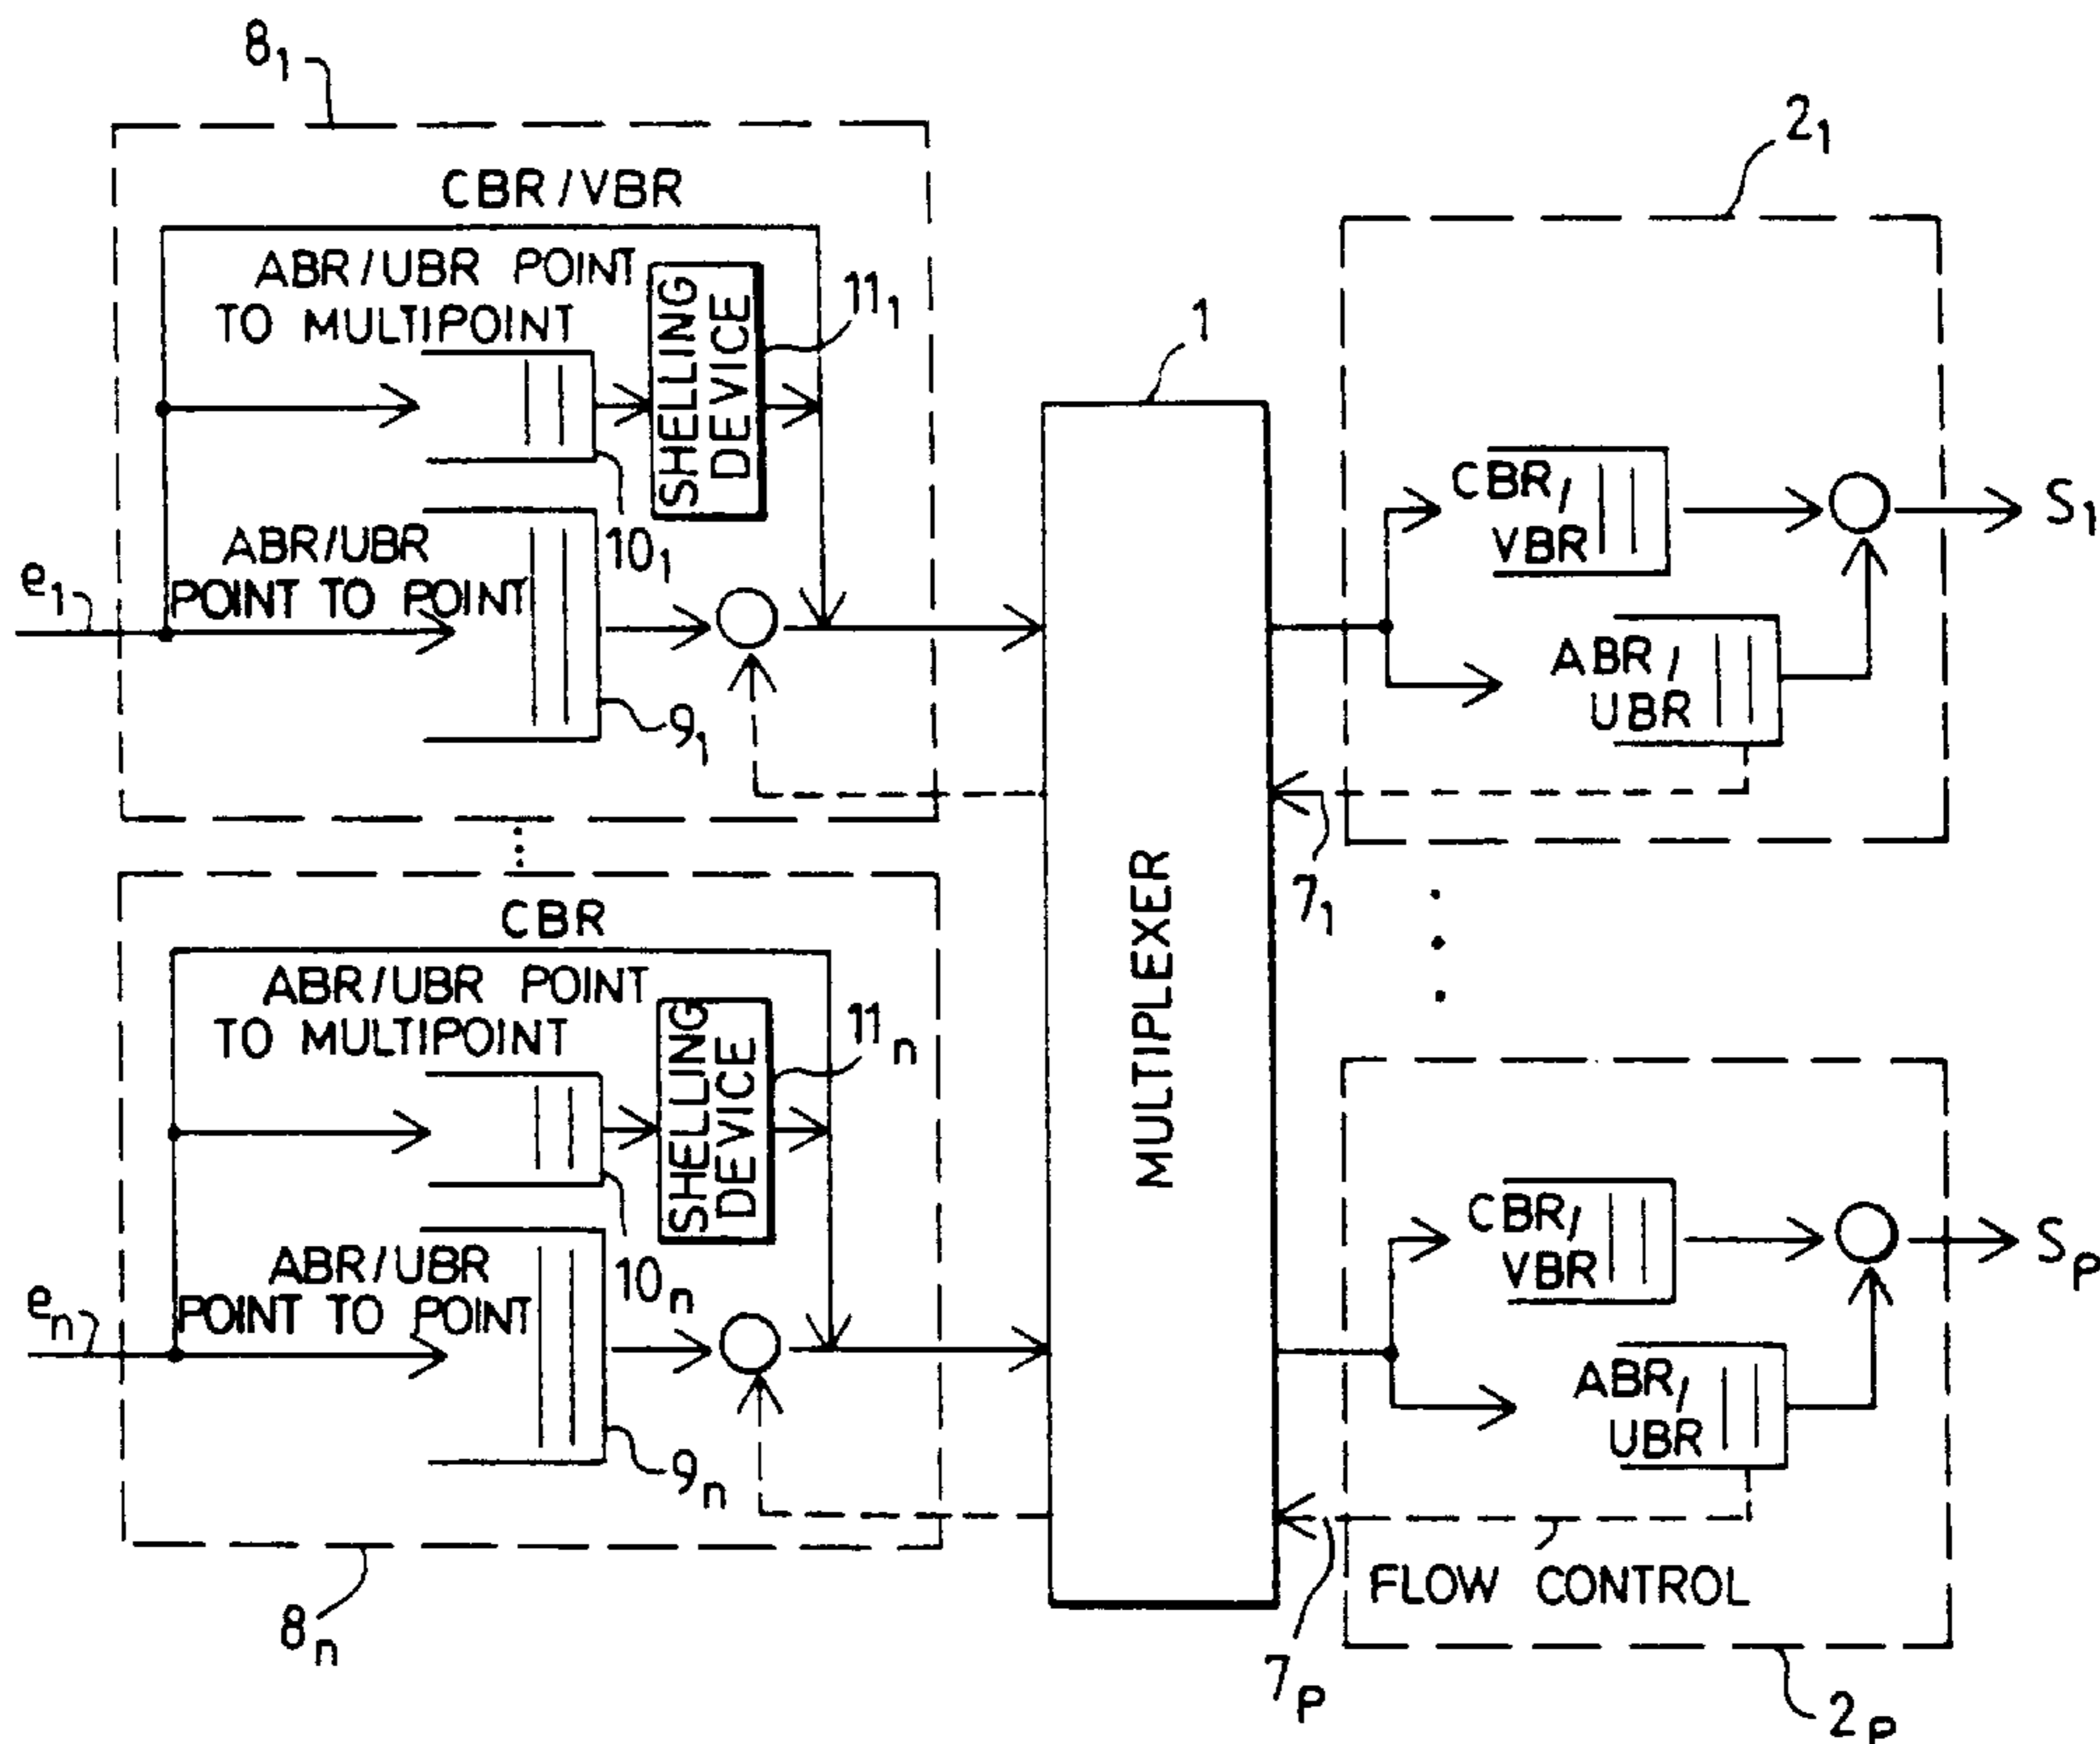 8₁
CBR/VBR
ABR/UBR POINT
TO MULTIPOINT
SHELLING
DEVICE
11₁
10₁
ABR/UBR
POINT TO POINT
e₁
9₁
CBR
ABR/UBR POINT
TO MULTIPOINT
SHELLING
DEVICE
11n
10n
ABR/UBR
POINT TO POINT
en
9n
8n
1
MULTIPLEXER
2₁
CBR/
VBR
S₁
ABR/
UBR
7₁
CBR/
VBR
Sp
ABR/
UBR
FLOW CONTROL
7p
2p